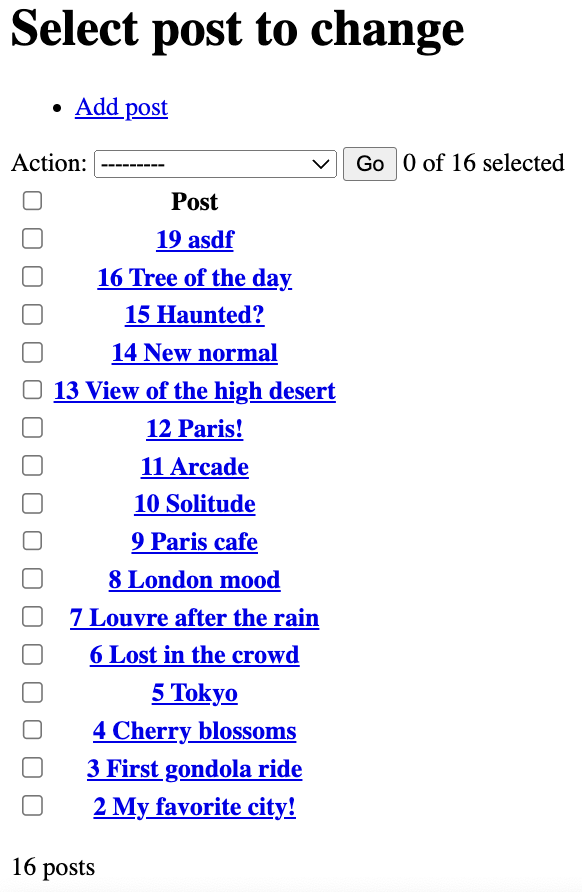 Select post to change
Add post
Action: --------- Go 0 of 16 selected
Post
19 asdf
16 Tree of the day
15 Haunted?
14 New normal
13 View of the high desert
12 Paris!
11 Arcade
10 Solitude
9 Paris cafe
8 London mood
7 Louvre after the rain
6 Lost in the crowd
5 Tokyo
4 Cherry blossoms
3 First gondola ride
2 My favorite city!
16 posts